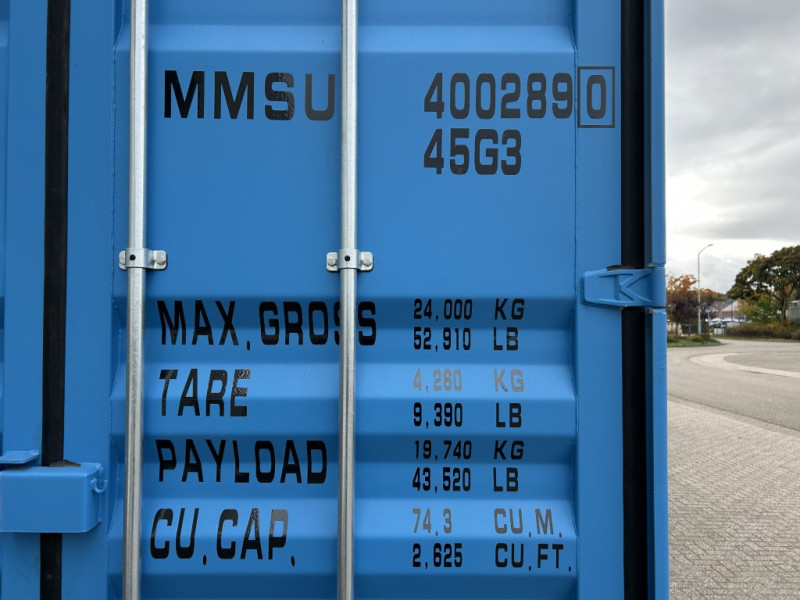 MMSU 400289 0
45G3
MAX. GROSS 24,000 KG
52,910 LB
TARE 4,260 KG
9,390 LB
PAYLOAD 19,740 KG
43,520 LB
CU. CAP. 74.3 CU.M.
2,625 CU.FT.